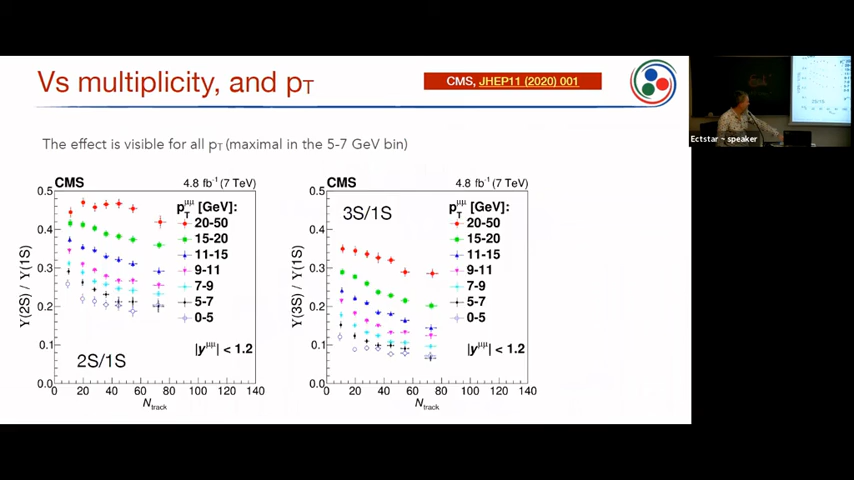 Vs multiplicity, and pT
CMS, JHEP11 (2020) 001
The effect is visible for all pT (maximal in the 5-7 GeV bin)
CMS
4.8 fb-1 (7 TeV)
0.5
0.4
0.3
0.2
0.1
0.0
ϒ(2S) / ϒ(1S)
pTμμ [GeV]:
20-50
15-20
11-15
9-11
7-9
5-7
0-5
|yμμ| < 1.2
2S/1S
0 20 40 60 80 100 120 140
Ntrack
CMS
4.8 fb-1 (7 TeV)
0.5
0.4
0.3
0.2
0.1
0.0
ϒ(3S) / ϒ(1S)
3S/1S
pTμμ [GeV]:
20-50
15-20
11-15
9-11
7-9
5-7
0-5
|yμμ| < 1.2
0 20 40 60 80 100 120 140
Ntrack
Ectstar ~ speaker